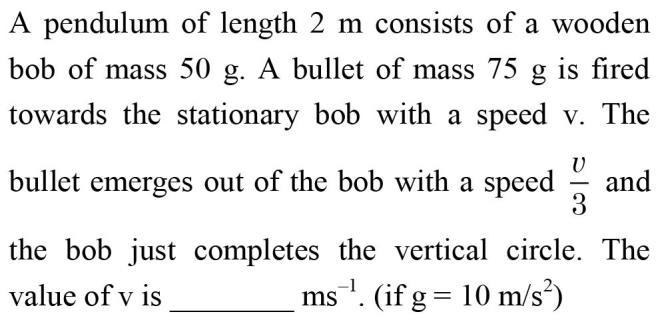 A pendulum of length 2 m consists of a wooden
bob of mass 50 g. A bullet of mass 75 g is fired
towards the stationary bob with a speed v. The
bullet emerges out of the bob with a speed v/3 and
the bob just completes the vertical circle. The
value of v is ________ ms⁻¹. (if g = 10 m/s²)